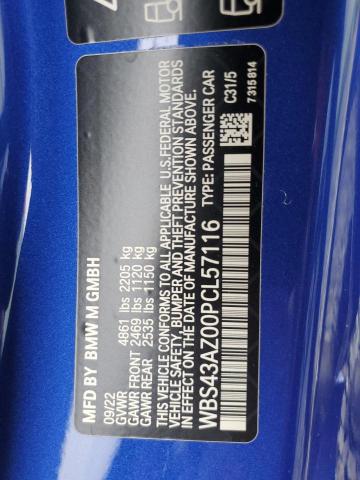 MFD BY BMW M GMBH
09/22
GVWR 4861 lbs 2205 kg
GAWR FRONT 2469 lbs 1120 kg
GAWR REAR 2535 lbs 1150 kg
THIS VEHICLE CONFORMS TO ALL APPLICABLE U.S. FEDERAL MOTOR
VEHICLE SAFETY, BUMPER AND THEFT PREVENTION STANDARDS
IN EFFECT ON THE DATE OF MANUFACTURE SHOWN ABOVE.
WBS43AZ00PCL57116 TYPE: PASSENGER CAR
C31/5
7 315 814